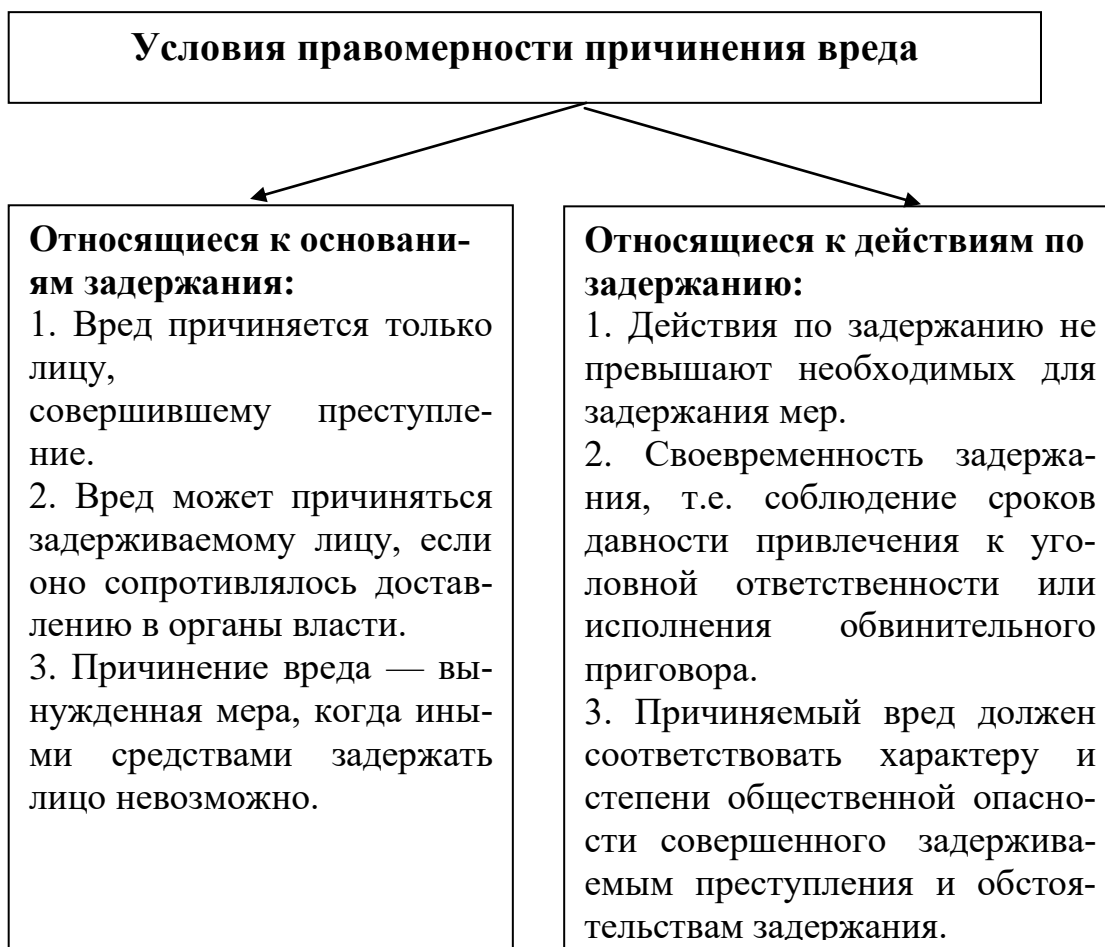 Условия правомерности причинения вреда
Относящиеся к основани-
ям задержания:
1. Вред причиняется только
лицу,
совершившему преступле-
ние.
2. Вред может причиняться
задерживаемому лицу, если
оно сопротивлялось достав-
лению в органы власти.
3. Причинение вреда — вы-
нужденная мера, когда ины-
ми средствами задержать
лицо невозможно.
Относящиеся к действиям по
задержанию:
1. Действия по задержанию не
превышают необходимых для
задержания мер.
2. Своевременность задержа-
ния, т.е. соблюдение сроков
давности привлечения к уго-
ловной ответственности или
исполнения обвинительного
приговора.
3. Причиняемый вред должен
соответствовать характеру и
степени общественной опасно-
сти совершенного задержива-
емым преступления и обстоя-
тельствам задержания.